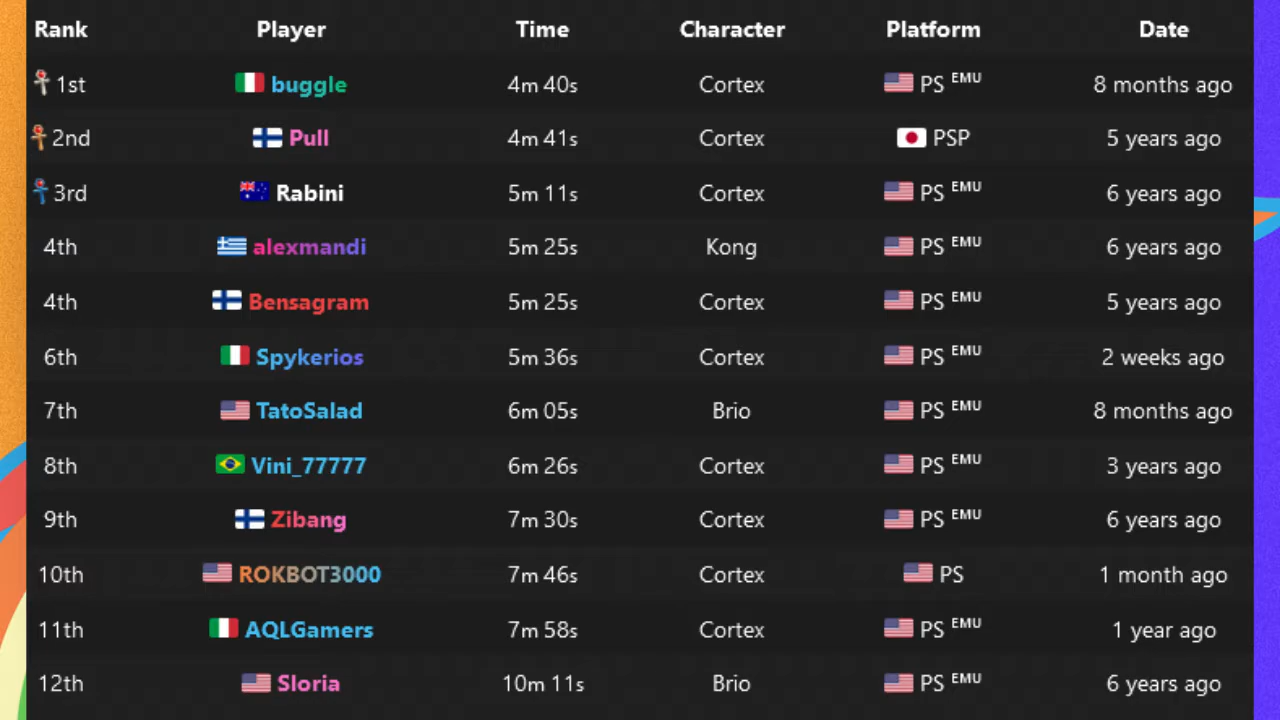 Rank Player Time Character Platform Date
1st buggle 4m 40s Cortex PS EMU 8 months ago
2nd Pull 4m 41s Cortex PSP 5 years ago
3rd Rabini 5m 11s Cortex PS EMU 6 years ago
4th alexmandi 5m 25s Kong PS EMU 6 years ago
4th Bensagram 5m 25s Cortex PS EMU 5 years ago
6th Spykerios 5m 36s Cortex PS EMU 2 weeks ago
7th TatoSalad 6m 05s Brio PS EMU 8 months ago
8th Vini_77777 6m 26s Cortex PS EMU 3 years ago
9th Zibang 7m 30s Cortex PS EMU 6 years ago
10th ROKBOT3000 7m 46s Cortex PS 1 month ago
11th AQLGamers 7m 58s Cortex PS EMU 1 year ago
12th Sloria 10m 11s Brio PS EMU 6 years ago